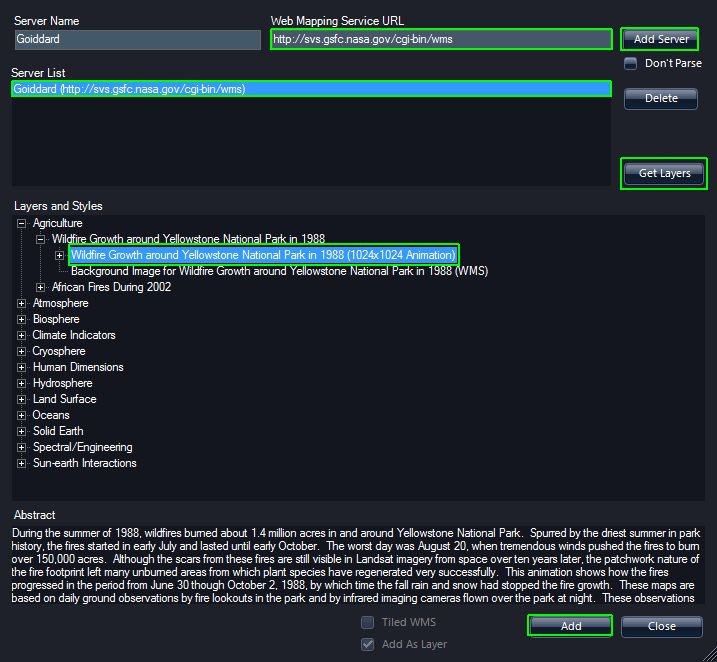 Server Name
Web Mapping Service URL
Goiddard
http://svs.gsfc.nasa.gov/cgi-bin/wms
Add Server
Don't Parse
Server List
Goiddard (http://svs.gsfc.nasa.gov/cgi-bin/wms)
Delete
Get Layers
Layers and Styles
Agriculture
Wildfire Growth around Yellowstone National Park in 1988
Wildfire Growth around Yellowstone National Park in 1988 (1024x1024 Animation)
Background Image for Wildfire Growth around Yellowstone National Park in 1988 (WMS)
African Fires During 2002
Atmosphere
Biosphere
Climate Indicators
Cryosphere
Human Dimensions
Hydrosphere
Land Surface
Oceans
Solid Earth
Spectral/Engineering
Sun-earth Interactions
Abstract
During the summer of 1988, wildfires burned about 1.4 million acres in and around Yellowstone National Park. Spurred by the driest summer in park
history, the fires started in early July and lasted until early October. The worst day was August 20, when tremendous winds pushed the fires to burn
over 150,000 acres. Although the scars from these fires are still visible in Landsat imagery from space over ten years later, the patchwork nature of
the fire footprint left many unburned areas from which plant species have regenerated very successfully. This animation shows how the fires
progressed in the period from June 30 though October 2, 1988, by which time the fall rain and snow had stopped the fire growth. These maps are
based on daily ground observations by fire lookouts in the park and by infrared imaging cameras flown over the park at night. These observations
Tiled WMS
Add As Layer
Add
Close